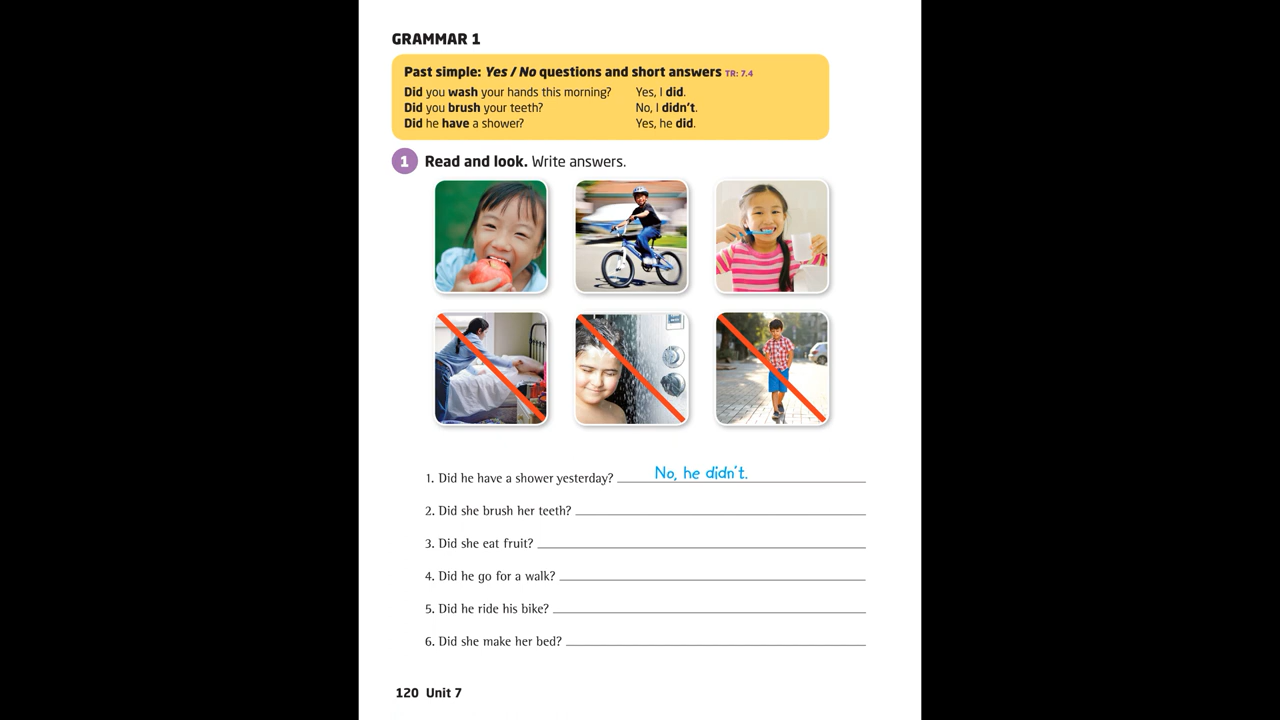 GRAMMAR 1
Past simple: Yes / No questions and short answers TR: 7.4
Did you wash your hands this morning? Yes, I did.
Did you brush your teeth? No, I didn't.
Did he have a shower? Yes, he did.
1 Read and look. Write answers.
1. Did he have a shower yesterday? No, he didn't.
2. Did she brush her teeth?
3. Did she eat fruit?
4. Did he go for a walk?
5. Did he ride his bike?
6. Did she make her bed?
120 Unit 7